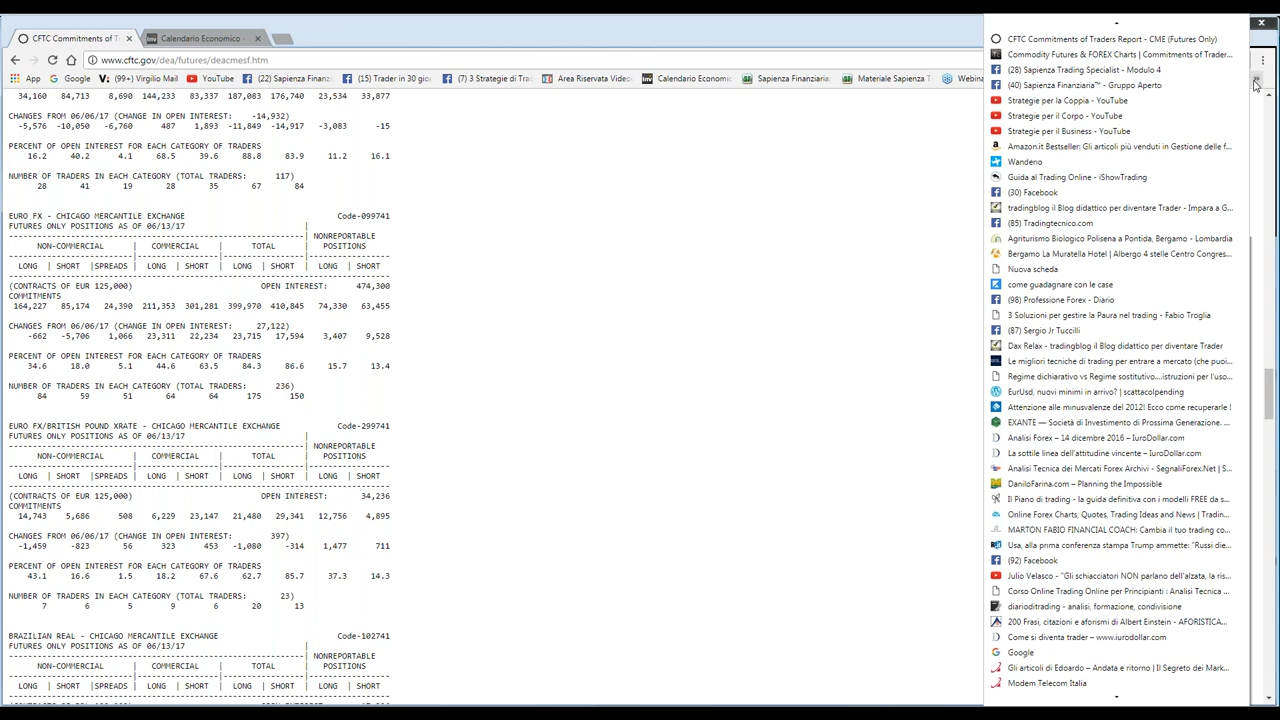 CFTC Commitments of T
Calendario Economico -
www.cftc.gov/dea/futures/deacmesf.htm
App
Google
(99+) Virgilio Mail
YouTube
(22) Sapienza Finanz
(15) Trader in 30 gior
(7) 3 Strategie di Tra
Area Riservata Video
Calendario Economic
Sapienza Finanziaria
Materiale Sapienza T
Webina
34,160 84,713 8,690 144,233 83,337 187,083 176,740 23,534 33,877
CHANGES FROM 06/06/17 (CHANGE IN OPEN INTEREST: -14,932)
-5,576 -10,050 -6,760 487 1,893 -11,849 -14,917 -3,083 -15
PERCENT OF OPEN INTEREST FOR EACH CATEGORY OF TRADERS
16.2 40.2 4.1 68.5 39.6 88.8 83.9 11.2 16.1
NUMBER OF TRADERS IN EACH CATEGORY (TOTAL TRADERS: 117)
28 41 19 28 35 67 84
EURO FX - CHICAGO MERCANTILE EXCHANGE Code-099741
FUTURES ONLY POSITIONS AS OF 06/13/17 |
--------------------------------------------------------------| NONREPORTABLE
NON-COMMERCIAL | COMMERCIAL | TOTAL | POSITIONS
LONG | SHORT |SPREADS | LONG | SHORT | LONG | SHORT | LONG | SHORT
(CONTRACTS OF EUR 125,000) OPEN INTEREST: 474,300
COMMITMENTS
164,227 85,174 24,390 211,353 301,281 399,970 410,845 74,330 63,455
CHANGES FROM 06/06/17 (CHANGE IN OPEN INTEREST: 27,122)
-662 -5,706 1,066 23,311 22,234 23,715 17,594 3,407 9,528
PERCENT OF OPEN INTEREST FOR EACH CATEGORY OF TRADERS
34.6 18.0 5.1 44.6 63.5 84.3 86.6 15.7 13.4
NUMBER OF TRADERS IN EACH CATEGORY (TOTAL TRADERS: 236)
84 59 51 64 64 175 150
EURO FX/BRITISH POUND XRATE - CHICAGO MERCANTILE EXCHANGE Code-299741
FUTURES ONLY POSITIONS AS OF 06/13/17 |
--------------------------------------------------------------| NONREPORTABLE
NON-COMMERCIAL | COMMERCIAL | TOTAL | POSITIONS
LONG | SHORT |SPREADS | LONG | SHORT | LONG | SHORT | LONG | SHORT
(CONTRACTS OF EUR 125,000) OPEN INTEREST: 34,236
COMMITMENTS
14,743 5,686 508 6,229 23,147 21,480 29,341 12,756 4,895
CHANGES FROM 06/06/17 (CHANGE IN OPEN INTEREST: 397)
-1,459 -823 56 323 453 -1,080 1,477 711
PERCENT OF OPEN INTEREST FOR EACH CATEGORY OF TRADERS
43.1 16.6 1.5 18.2 67.6 62.7 85.7 37.3 14.3
NUMBER OF TRADERS IN EACH CATEGORY (TOTAL TRADERS: 23)
7 6 5 9 6 20 13
BRAZILIAN REAL - CHICAGO MERCANTILE EXCHANGE Code-102741
FUTURES ONLY POSITIONS AS OF 06/13/17 |
--------------------------------------------------------------| NONREPORTABLE
NON-COMMERCIAL | COMMERCIAL | TOTAL | POSITIONS
LONG | SHORT |SPREADS | LONG | SHORT | LONG | SHORT | LONG | SHORT
CFTC Commitments of Traders Report - CME (Futures Only)
Commodity Futures & FOREX Charts | Commitments of Trader...
(28) Sapienza Trading Specialist - Modulo 4
(40) Sapienza Finanziaria™ - Gruppo Aperto
Strategie per la Coppia - YouTube
Strategie per il Corpo - YouTube
Strategie per il Business - YouTube
Amazon.it Bestseller: Gli articoli più venduti in Gestione delle f...
Wandeno
Guida al Trading Online - iShowTrading
(30) Facebook
tradingblog il Blog didattico per diventare Trader - Impara a G...
(85) Tradingtecnico.com
Agriturismo Biologico Polisena a Pontida, Bergamo - Lombardia
Bergamo La Muratella Hotel | Albergo 4 stelle Centro Congres...
Nuova scheda
come guadagnare con le case
(98) Professione Forex - Diario
3 Soluzioni per gestire la Paura nel trading - Fabio Troglia
(87) Sergio Jr Tuccilli
Dax Relax - tradingblog il Blog didattico per diventare Trader
Le migliori tecniche di trading per entrare a mercato (che puoi...
Regime dichiarativo vs Regime sostitutivo....istruzioni per l'uso...
EurUsd, nuovi minimi in arrivo? | scattacolpending
Attenzione alle minusvalenze del 2012! Ecco come recuperarle !
EXANTE — Società di Investimento di Prossima Generazione. ...
Analisi Forex – 14 dicembre 2016 – IuroDollar.com
La sottile linea dell'attitudine vincente – IuroDollar.com
Analisi Tecnica dei Mercati Forex Archivi - SegnaliForex.Net | S...
DaniloFarina.com – Planning the Impossible
Il Piano di trading - la guida definitiva con i modelli FREE da s...
Online Forex Charts, Quotes, Trading Ideas and News | Tradin...
MARTON FABIO FINANCIAL COACH: Cambia il tuo trading co...
Usa, alla prima conferenza stampa Trump ammette: "Russi die...
(92) Facebook
Julio Velasco - "Gli schiacciatori NON parlano dell'alzata, la ris...
Corso Online Trading Online per Principianti : Analisi Tecnica ...
diarioditrading - analisi, formazione, condivisione
200 Frasi, citazioni e aforismi di Albert Einstein - AFORISTICA...
Come si diventa trader – www.iurodollar.com
Google
Gli articoli di Edoardo – Andata e ritorno | Il Segreto dei Mark...
Modem Telecom Italia